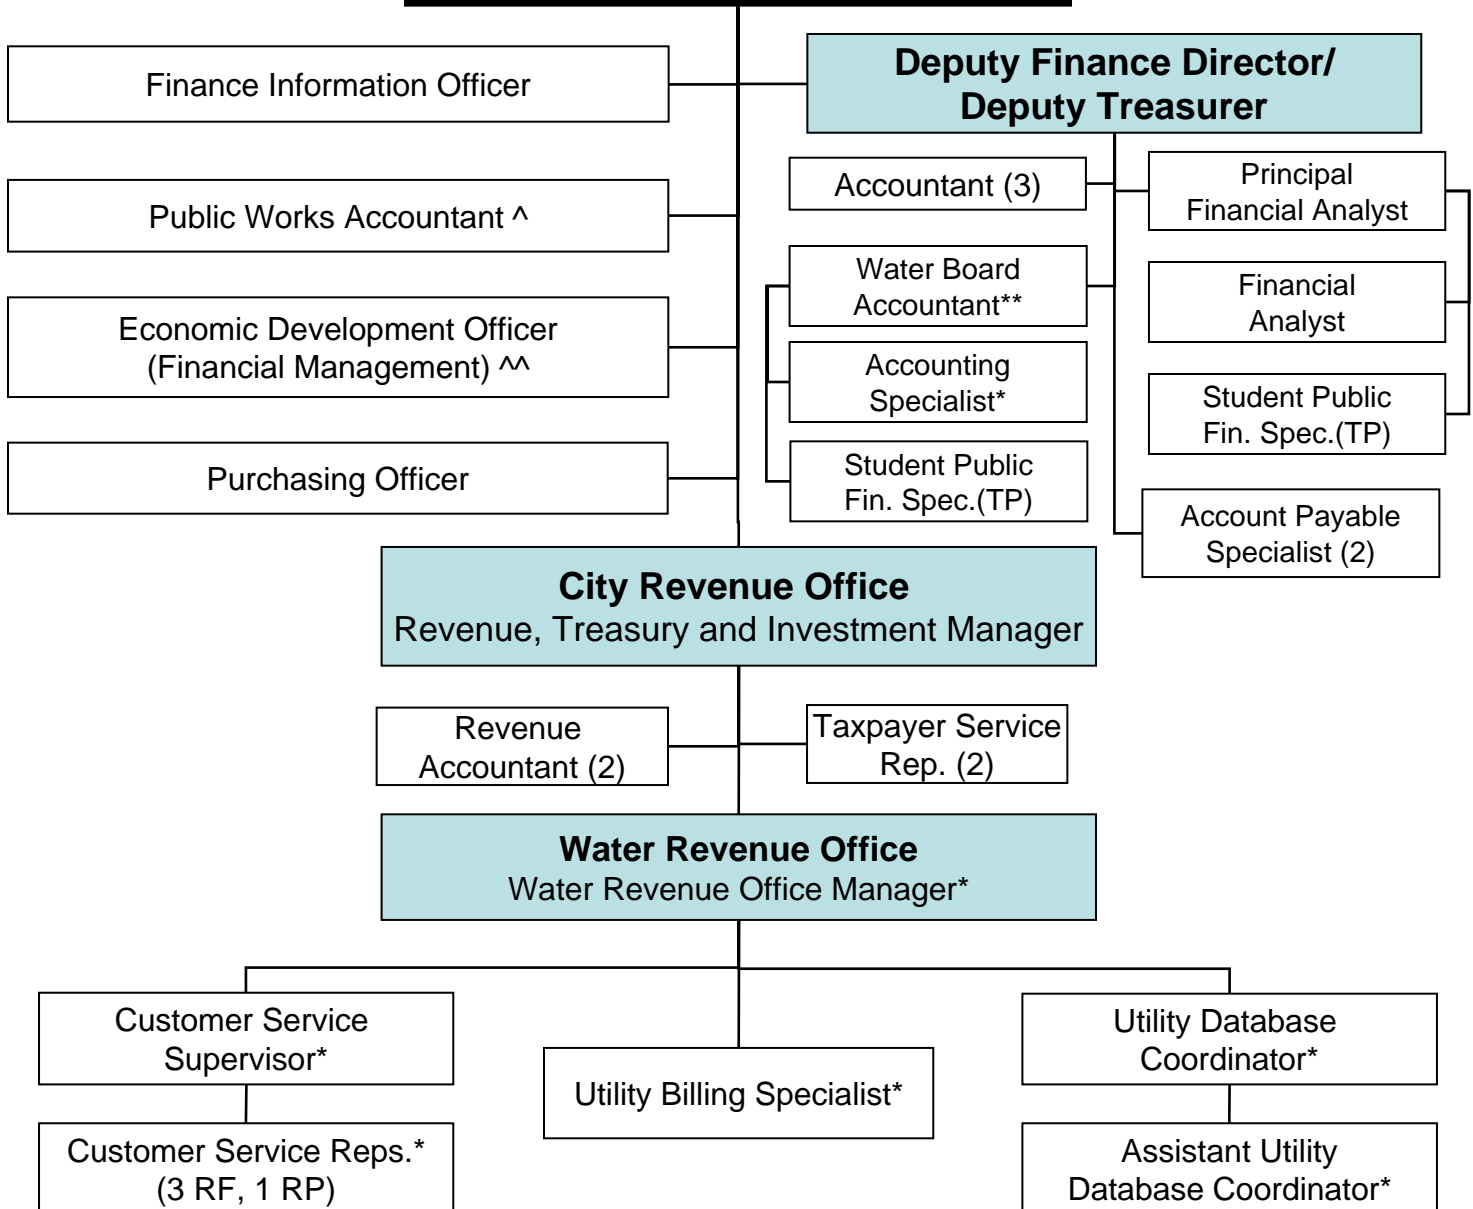 Finance Information Officer
Deputy Finance Director/
Deputy Treasurer
Public Works Accountant ^
Economic Development Officer
(Financial Management) ^^
Purchasing Officer
Accountant (3)
Water Board
Accountant**
Accounting
Specialist*
Student Public
Fin. Spec.(TP)
Principal
Financial Analyst
Financial
Analyst
Student Public
Fin. Spec.(TP)
Account Payable
Specialist (2)
City Revenue Office
Revenue, Treasury and Investment Manager
Revenue
Accountant (2)
Taxpayer Service
Rep. (2)
Water Revenue Office
Water Revenue Office Manager*
Customer Service
Supervisor*
Customer Service Reps.*
(3 RF, 1 RP)
Utility Billing Specialist*
Utility Database
Coordinator*
Assistant Utility
Database Coordinator*